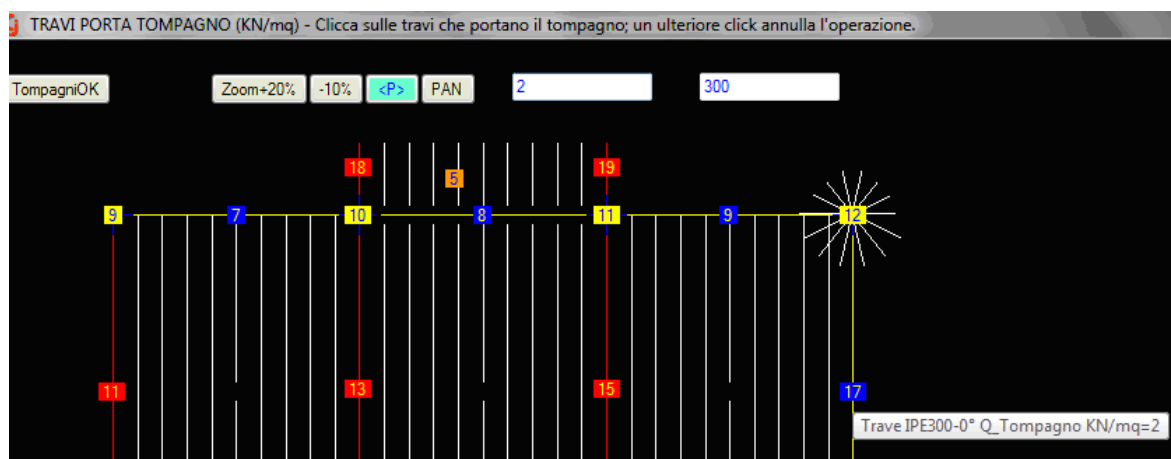 TRAVI PORTA TOMPAGNO (KN/mq) - Clicca sulle travi che portano il tompagno; un ulteriore click annulla l'operazione.
TompagniOK Zoom+20% -10% <P> PAN 2 300
18 5 19
9 7 10 8 11 9 12
11 13 15 17
Trave IPE300-0° Q_Tompagno KN/mq=2